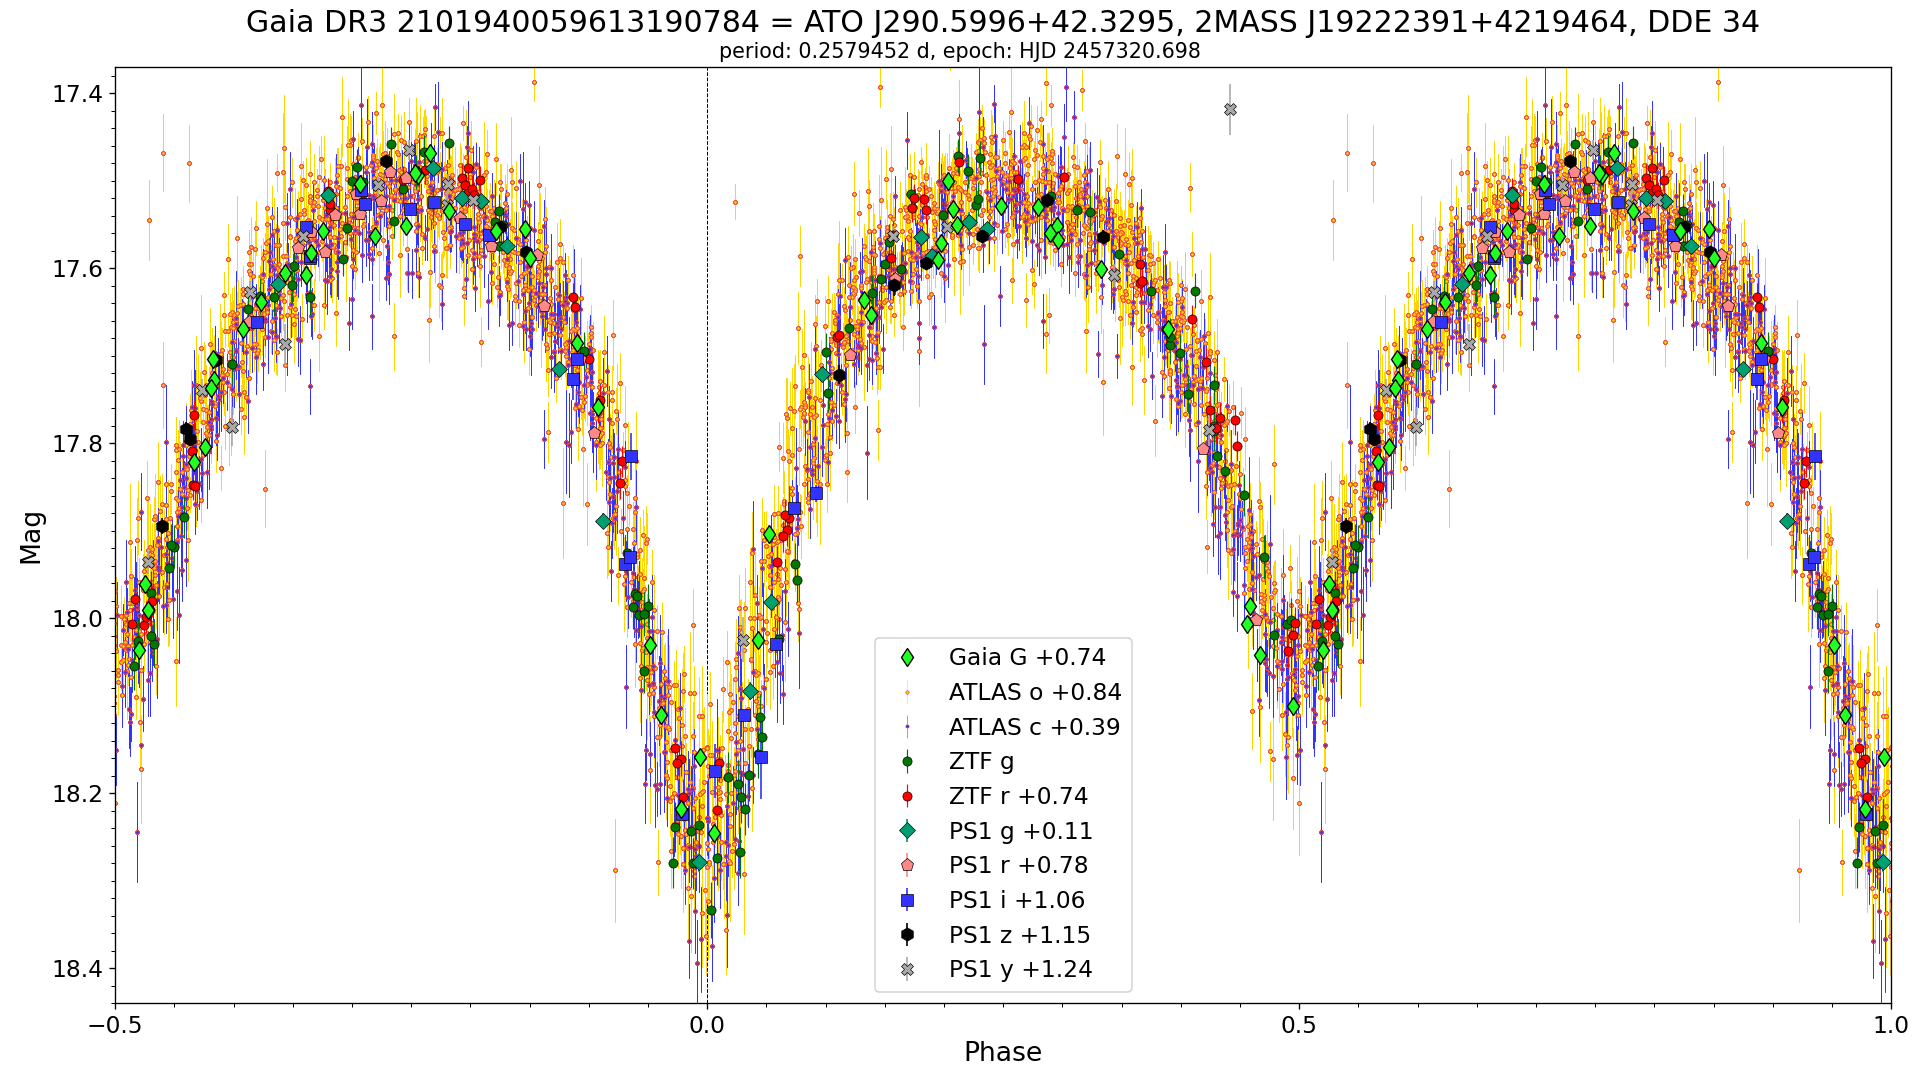 Gaia DR3 2101940059613190784 = ATO J290.5996+42.3295, 2MASS J19222391+4219464, DDE 34
period: 0.2579452 d, epoch: HJD 2457320.698
17.4
17.6
17.8
18.0
18.2
18.4
Mag
Gaia G +0.74
ATLAS o +0.84
ATLAS c +0.39
ZTF g
ZTF r +0.74
PS1 g +0.11
PS1 r +0.78
PS1 i +1.06
PS1 z +1.15
PS1 y +1.24
−0.5 0.0 0.5 1.0
Phase